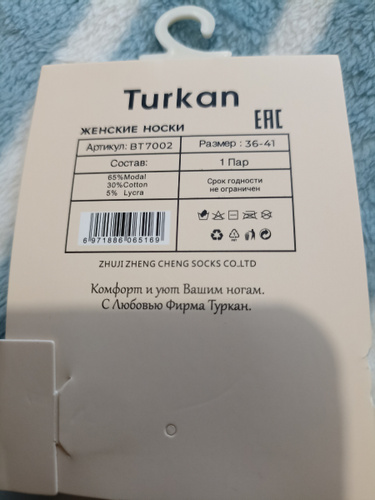 Turkan
ЖЕНСКИЕ НОСКИ
EAC
Артикул: BT7002
Размер : 36-41
Состав:
1 Пар
65%Modal
30%Cotton
5% Lycra
Срок годности
не ограничен
6 971886 065169
ZHUJI ZHENG CHENG SOCKS CO.LTD
Комфорт и уют Вашим ногам.
С Любовью Фирма Туркан.